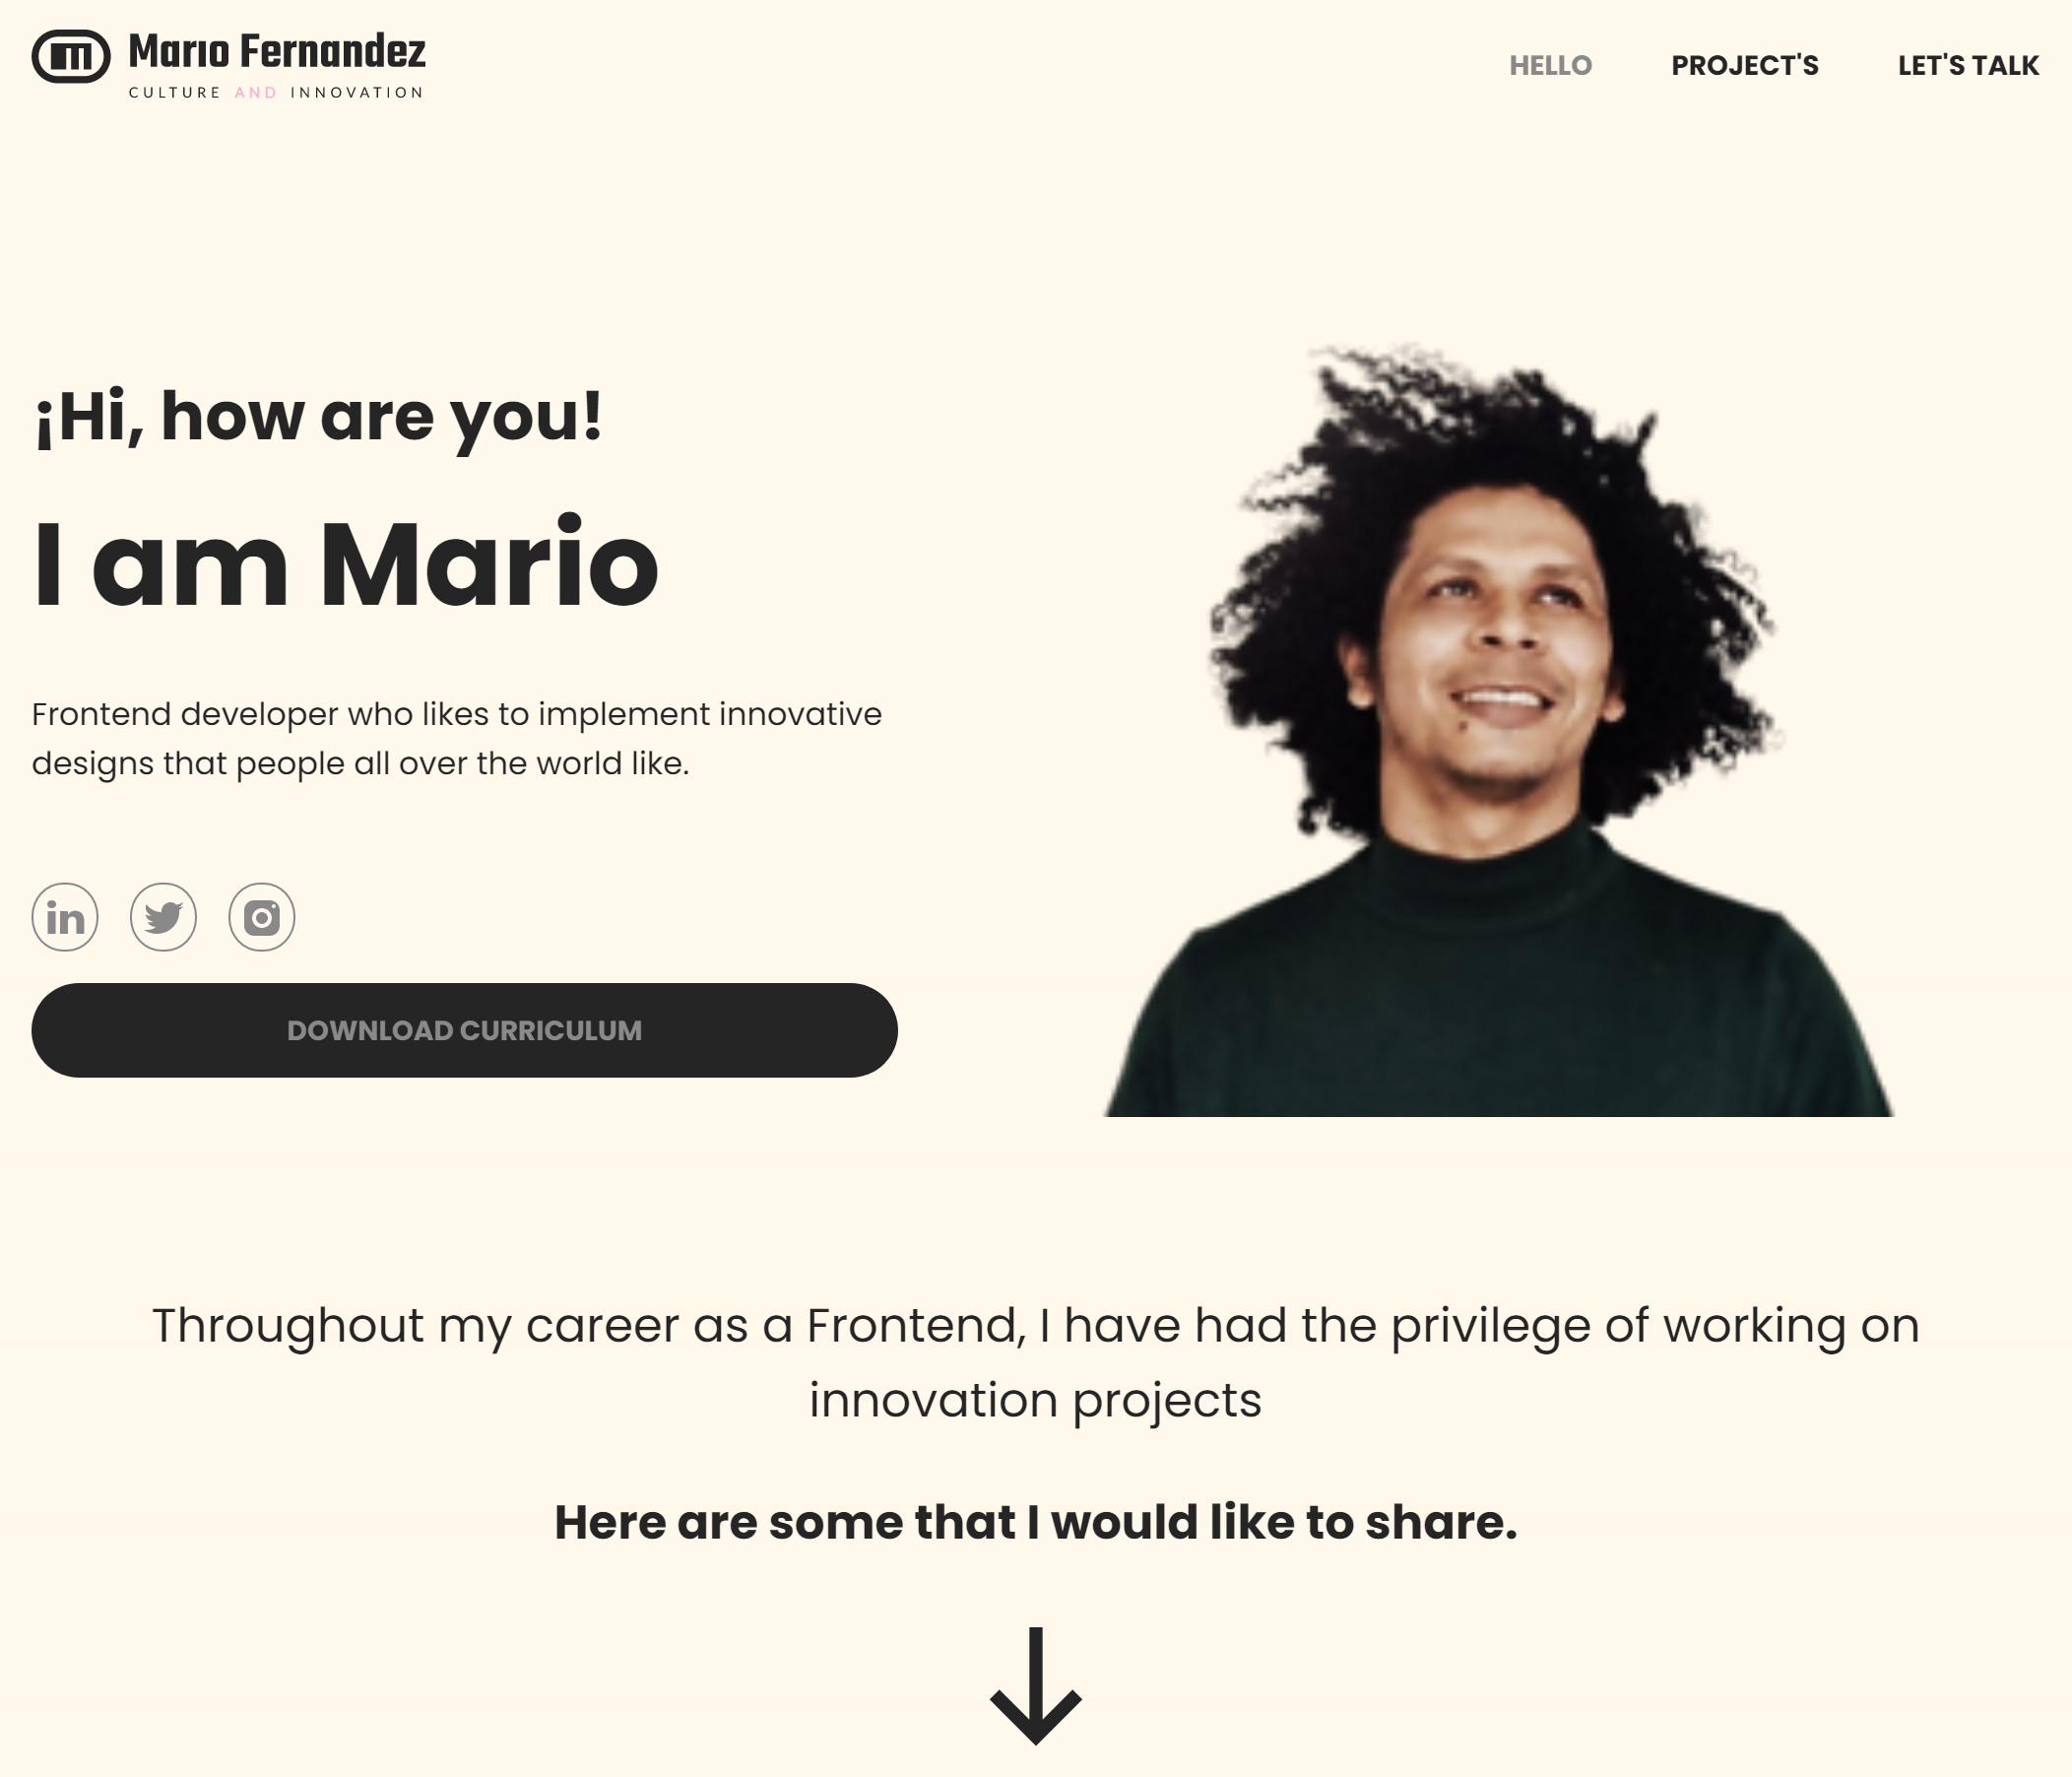 Mario Fernandez
CULTURE AND INNOVATION
HELLO
PROJECT'S
LET'S TALK
¡Hi, how are you!
I am Mario
Frontend developer who likes to implement innovative
designs that people all over the world like.
in
DOWNLOAD CURRICULUM
Throughout my career as a Frontend, I have had the privilege of working on
innovation projects
Here are some that I would like to share.